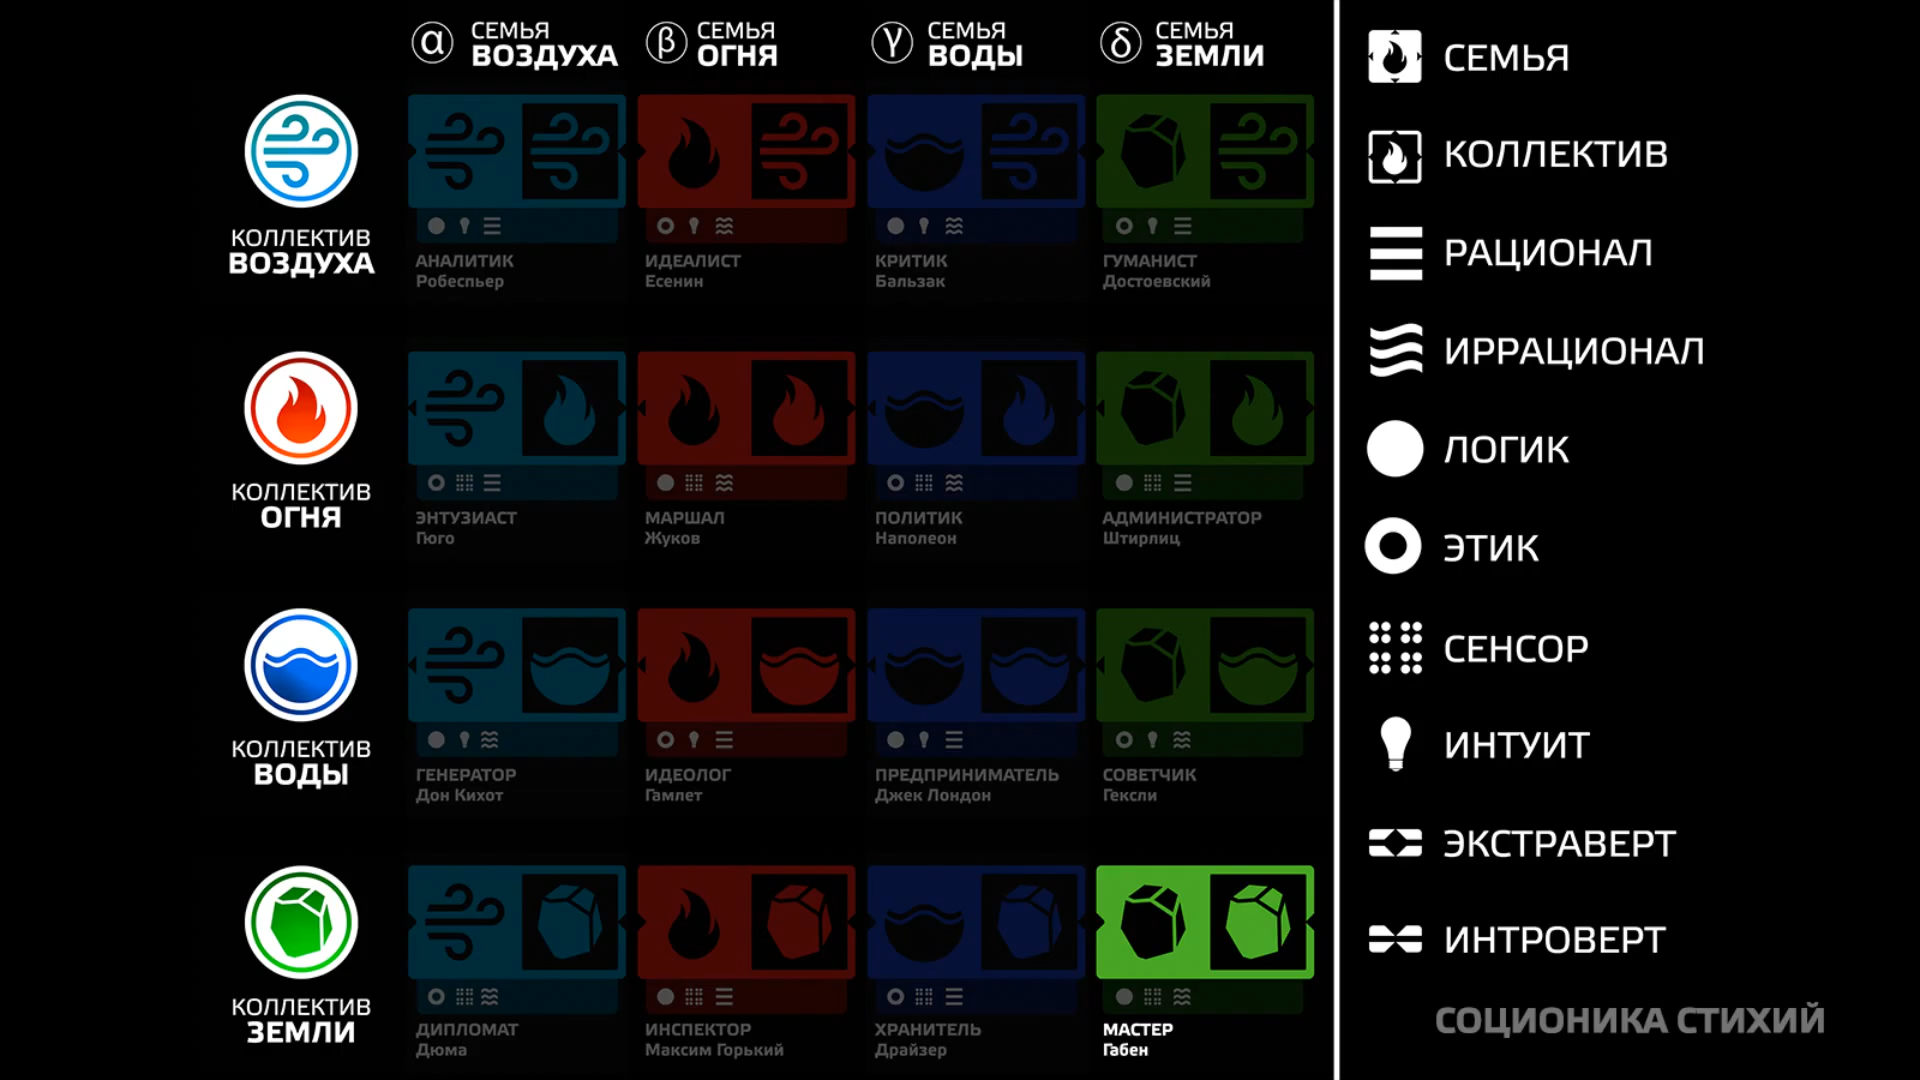 α СЕМЬЯ
ВОЗДУХА
β СЕМЬЯ
ОГНЯ
γ СЕМЬЯ
ВОДЫ
δ СЕМЬЯ
ЗЕМЛИ
КОЛЛЕКТИВ
ВОЗДУХА
АНАЛИТИК
Робеспьер
ИДЕАЛИСТ
Есенин
КРИТИК
Бальзак
ГУМАНИСТ
Достоевский
КОЛЛЕКТИВ
ОГНЯ
ЭНТУЗИАСТ
Гюго
МАРШАЛ
Жуков
ПОЛИТИК
Наполеон
АДМИНИСТРАТОР
Штирлиц
КОЛЛЕКТИВ
ВОДЫ
ГЕНЕРАТОР
Дон Кихот
ИДЕОЛОГ
Гамлет
ПРЕДПРИНИМАТЕЛЬ
Джек Лондон
СОВЕТЧИК
Гексли
КОЛЛЕКТИВ
ЗЕМЛИ
ДИПЛОМАТ
Дюма
ИНСПЕКТОР
Максим Горький
ХРАНИТЕЛЬ
Драйзер
МАСТЕР
Габен
СЕМЬЯ
КОЛЛЕКТИВ
РАЦИОНАЛ
ИРРАЦИОНАЛ
ЛОГИК
ЭТИК
СЕНСОР
ИНТУИТ
ЭКСТРАВЕРТ
ИНТРОВЕРТ
СОЦИОНИКА СТИХИЙ